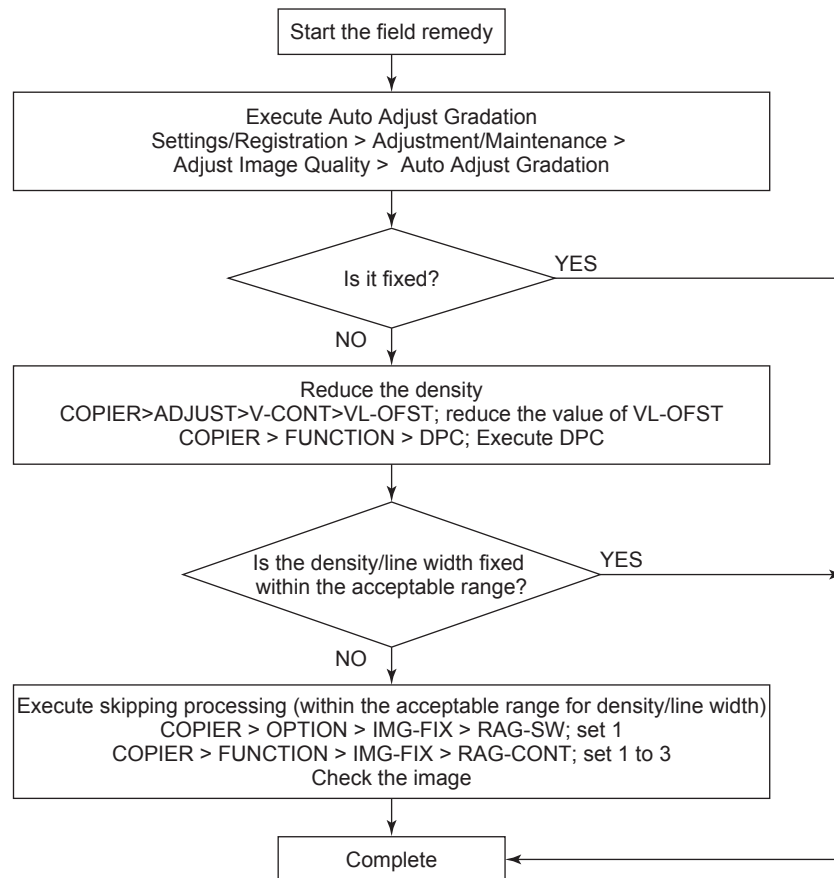 Start the field remedy
Execute Auto Adjust Gradation
Settings/Registration > Adjustment/Maintenance >
Adjust Image Quality > Auto Adjust Gradation
Is it fixed?
YES
NO
Reduce the density
COPIER>ADJUST>V-CONT>VL-OFST; reduce the value of VL-OFST
COPIER > FUNCTION > DPC; Execute DPC
Is the density/line width fixed
within the acceptable range?
YES
NO
Execute skipping processing (within the acceptable range for density/line width)
COPIER > OPTION > IMG-FIX > RAG-SW; set 1
COPIER > FUNCTION > IMG-FIX > RAG-CONT; set 1 to 3
Check the image
Complete